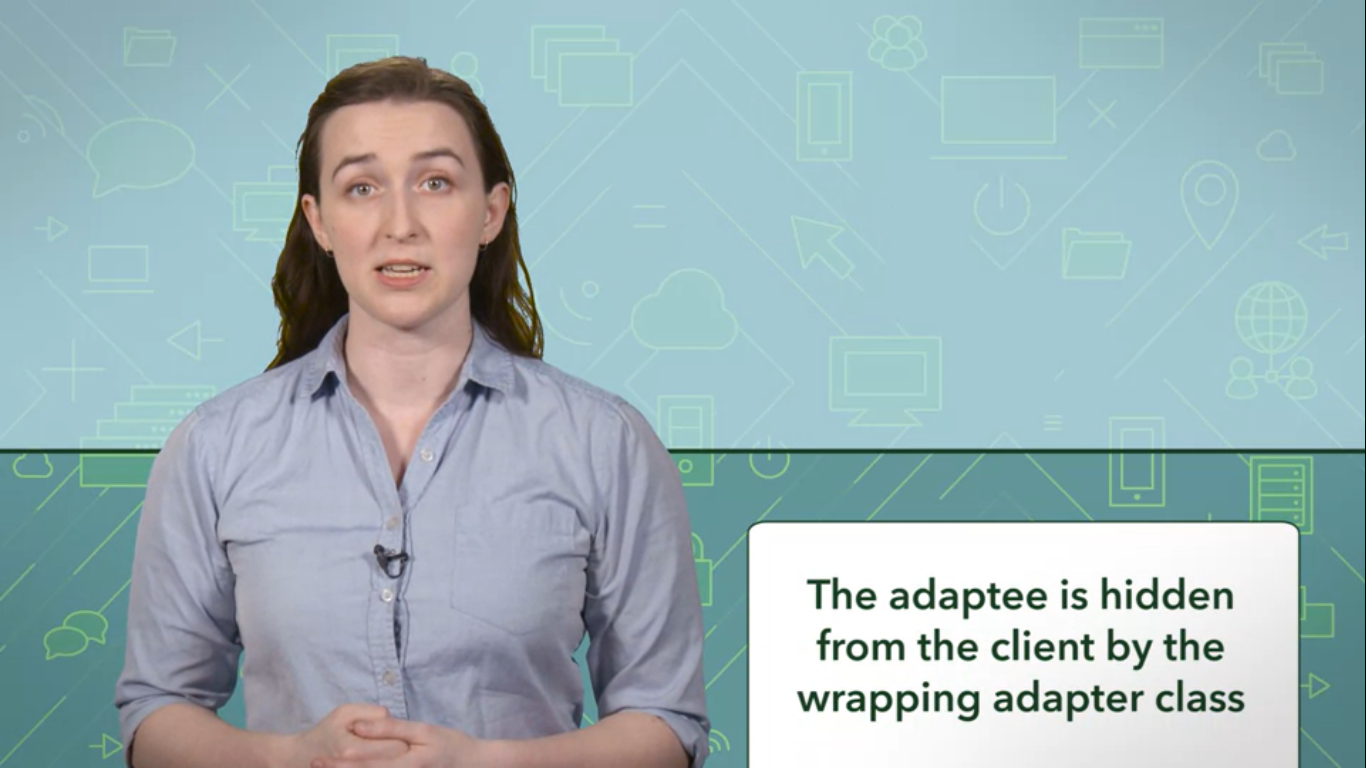 The adaptee is hidden
from the client by the
wrapping adapter class